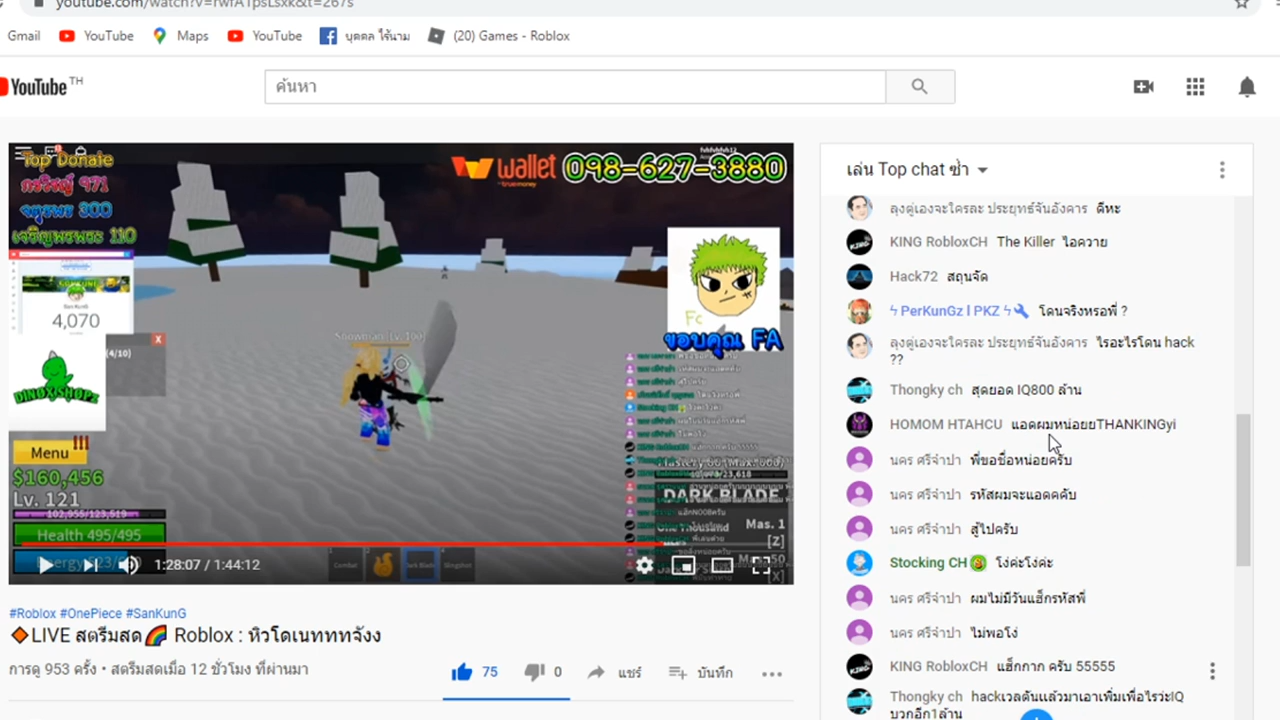 youtube.com/watch?v=rwfATpsLsxk&t=267s
Gmail YouTube Maps YouTube บุคคล ไร้นาม (20) Games - Roblox
YouTube TH
ค้นหา
Top Donate
971
300
110
4,070
(4/10)
DINOXSHOPZ
wallet 098-627-3880
Fc
ขอบคุณ FA
Snowman [Lv. 100]
Menu
$160,456
Lv. 121
Health 495/495
DARK BLADE
Mas. 1
[Z]
[X]
Combat
Slingshot
1:28:07 / 1:44:12
เล่น Top chat ซ้ำ
ลุงตู่เองจะใครละ ประยุทธ์จันอังคาร ดีหะ
KING RobloxCH The Killer ไอควาย
Hack72 สถุนจัด
ϟ PerKunGz l PKZ ϟ โดนจริงหรอพี่ ?
ลุงตู่เองจะใครละ ประยุทธ์จันอังคาร ไรอะไรโดน hack
??
Thongky ch สุดยอด IQ800 ล้าน
HOMOM HTAHCU แอดผมหน่อยยTHANKINGyi
นคร ศรีจำปา พี่ขอชื่อหน่อยครับ
นคร ศรีจำปา รหัสผมจะแอดคคับ
นคร ศรีจำปา สู้ไปครับ
Stocking CH โง่ค่ะโง่ค่ะ
นคร ศรีจำปา ผมไม่มีวันแฮ็กรหัสพี่
นคร ศรีจำปา ไม่พอโง่
KING RobloxCH แฮ็กกาก ครับ 55555
Thongky ch hackเวลตันแล้วมาเอาเพิ่มเพื่อไรว่ะIQ
บวกอีก1ล้าน
#Roblox #OnePiece #SanKunG
LIVE สตรีมสด Roblox : หิวโดเนทททจังง
การดู 953 ครั้ง • สตรีมสดเมื่อ 12 ชั่วโมง ที่ผ่านมา
75 0 แชร์ บันทึก